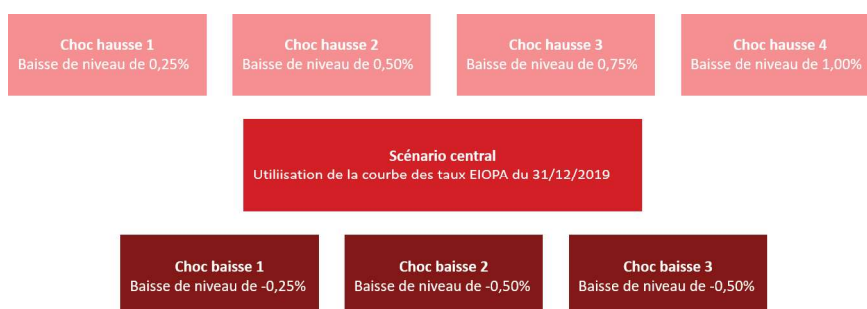 Choc hausse 1
Baisse de niveau de 0,25%
Choc hausse 2
Baisse de niveau de 0,50%
Choc hausse 3
Baisse de niveau de 0,75%
Choc hausse 4
Baisse de niveau de 1,00%
Scénario central
Utiilisation de la courbe des taux EIOPA du 31/12/2019
Choc baisse 1
Baisse de niveau de -0,25%
Choc baisse 2
Baisse de niveau de -0,50%
Choc baisse 3
Baisse de niveau de -0,50%